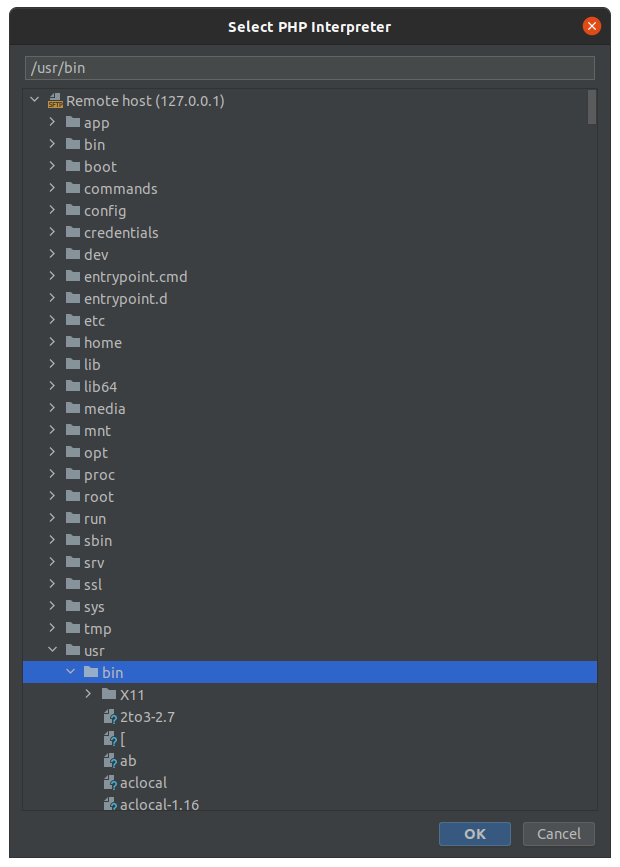 Select PHP Interpreter
/usr/bin
SFTP Remote host (127.0.0.1)
app
bin
boot
commands
config
credentials
dev
entrypoint.cmd
entrypoint.d
etc
home
lib
lib64
media
mnt
opt
proc
root
run
sbin
srv
ssl
sys
tmp
usr
bin
X11
2to3-2.7
[
ab
aclocal
aclocal-1.16
OK Cancel